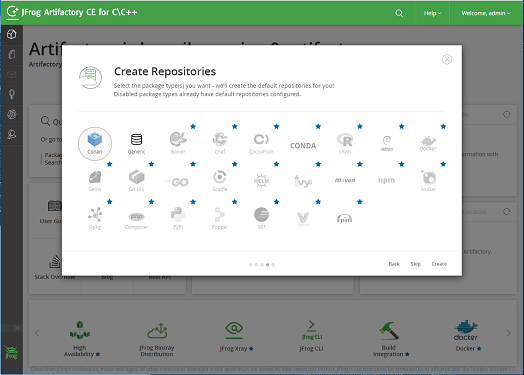 JFrog Artifactory CE for C\C++
Help
Welcome, admin
Create Repositories
Select the package type(s) you want - we'll create the default repositories for you!
Disabled package types already have default repositories configured.
Conan
Generic
Bower
Chef
CocoaPods
CONDA
CRAN
debian
docker
Gems
Git LFS
GO
Gradle
HELM
ivy
Maven
npm
NuGet
Opkg
Composer
PyPI
Puppet
SBT
rpm
Back
Skip
Create
User Gui
Stack Overflow
Blog
REST API
Artifactory.
High
Availability
JFrog Bintray
Distribution
JFrog Xray
JFrog CLI
Build
Integration
Docker
JFrog